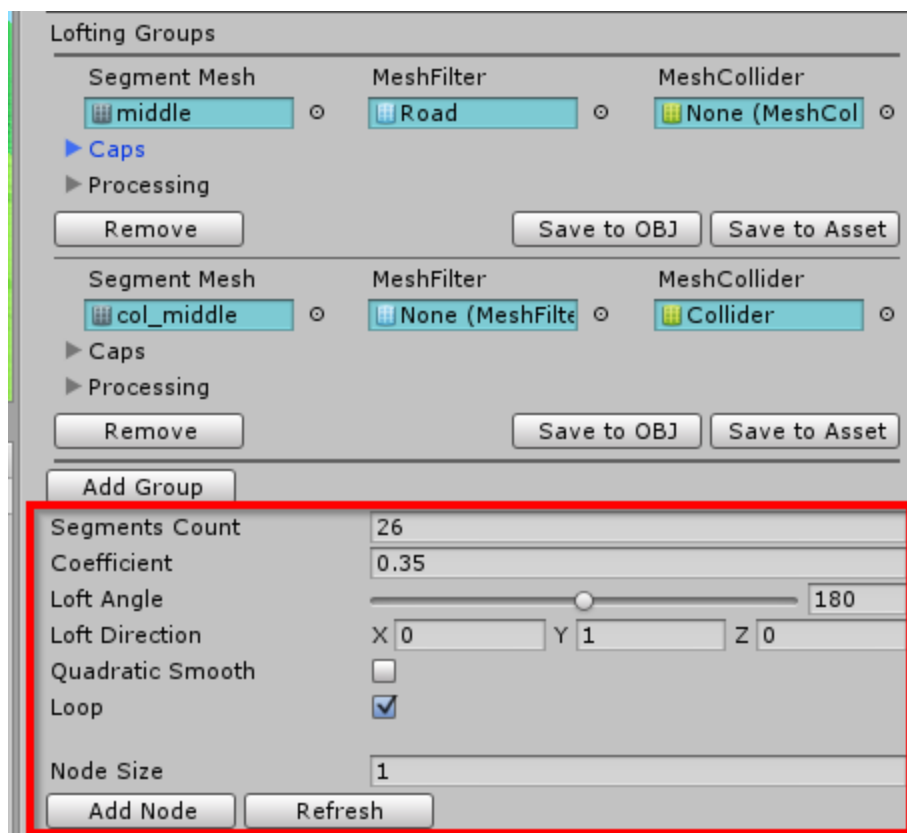 Lofting Groups
Segment Mesh MeshFilter MeshCollider
middle Road None (MeshCol
Caps
Processing
Remove Save to OBJ Save to Asset
Segment Mesh MeshFilter MeshCollider
col_middle None (MeshFilte Collider
Caps
Processing
Remove Save to OBJ Save to Asset
Add Group
Segments Count 26
Coefficient 0.35
Loft Angle 180
Loft Direction X 0 Y 1 Z 0
Quadratic Smooth
Loop
Node Size 1
Add Node Refresh